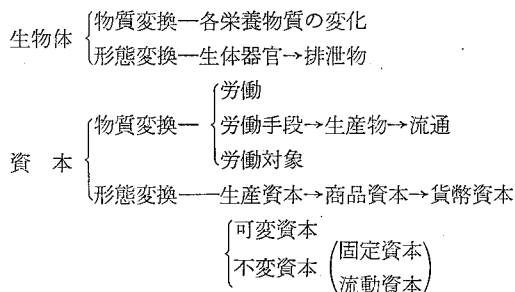 物質変換―各栄養物質の変化
生物体
形態変換―生体器官→排泄物
労働
物質変換― 労働手段→生産物→流通
労働対象
資 本
形態変換――生産資本→商品資本→貨幣資本
可変資本
不変資本 (固定資本
流動資本)